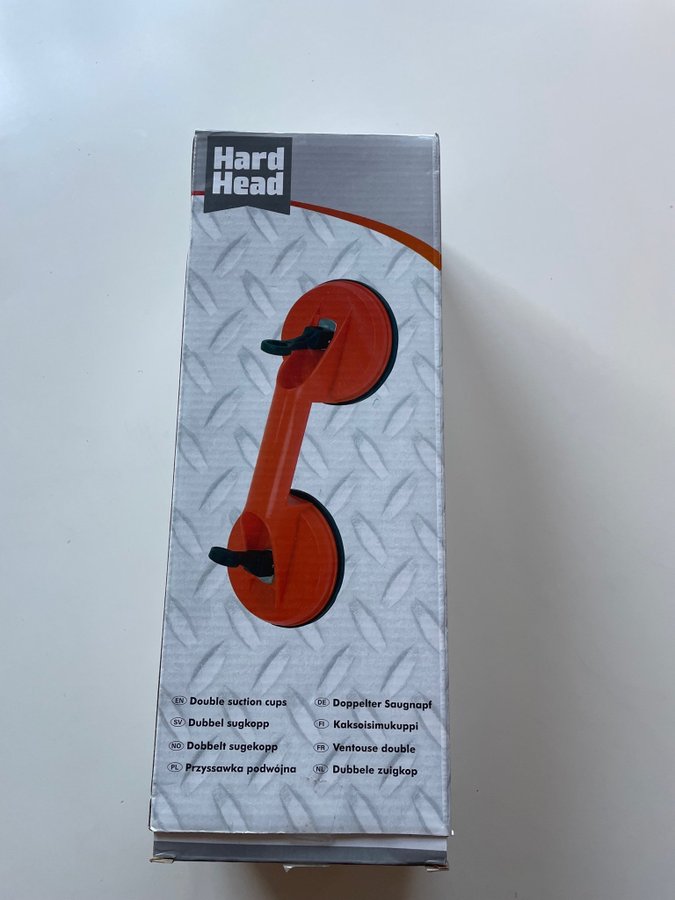 Hard
Head
EN Double suction cups
SV Dubbel sugkopp
NO Dobbelt sugekopp
PL Przyssawka podwójna
DE Doppelter Saugnapf
FI Kaksoisimukuppi
FR Ventouse double
NL Dubbele zuigkop